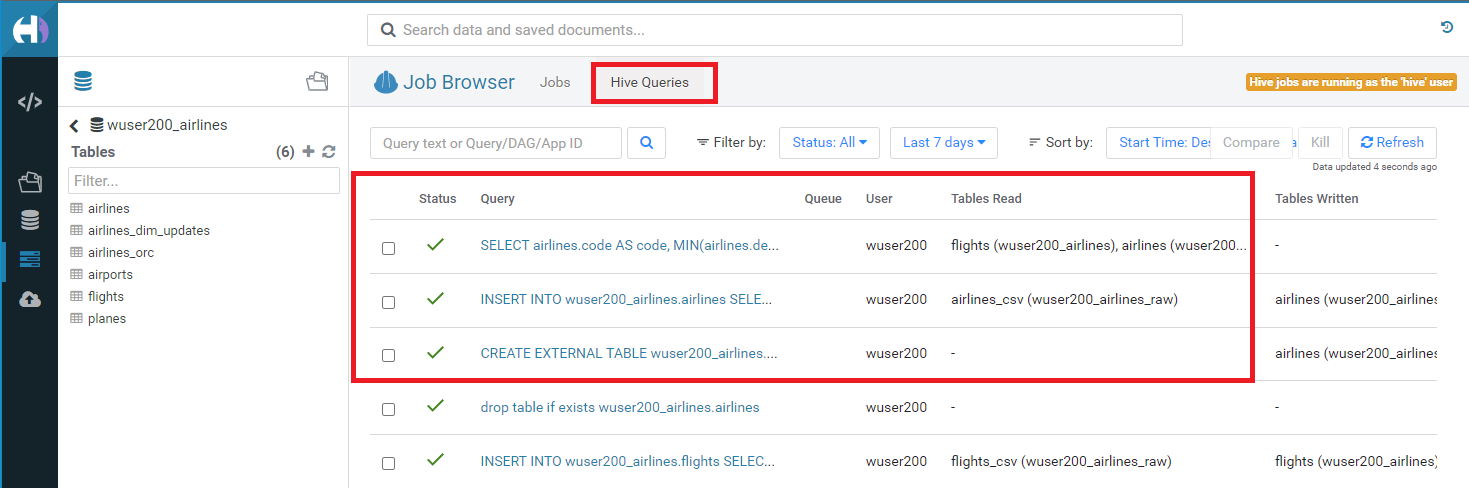 Search data and saved documents...
Job Browser Jobs Hive Queries Hive jobs are running as the 'hive' user
wuser200_airlines
Tables (6)
Filter...
airlines
airlines_dim_updates
airlines_orc
airports
flights
planes
Query text or Query/DAG/App ID Filter by: Status: All Last 7 days Sort by: Start Time: Des Compare Kill Refresh
Data updated 4 seconds ago
Status Query Queue User Tables Read Tables Written
SELECT airlines.code AS code, MIN(airlines.de... wuser200 flights (wuser200_airlines), airlines (wuser200... -
INSERT INTO wuser200_airlines.airlines SELE... wuser200 airlines_csv (wuser200_airlines_raw) airlines (wuser200_airlines
CREATE EXTERNAL TABLE wuser200_airlines.... wuser200 - airlines (wuser200_airlines
drop table if exists wuser200_airlines.airlines wuser200 - -
INSERT INTO wuser200_airlines.flights SELEC... wuser200 flights_csv (wuser200_airlines_raw) flights (wuser200_airlines)